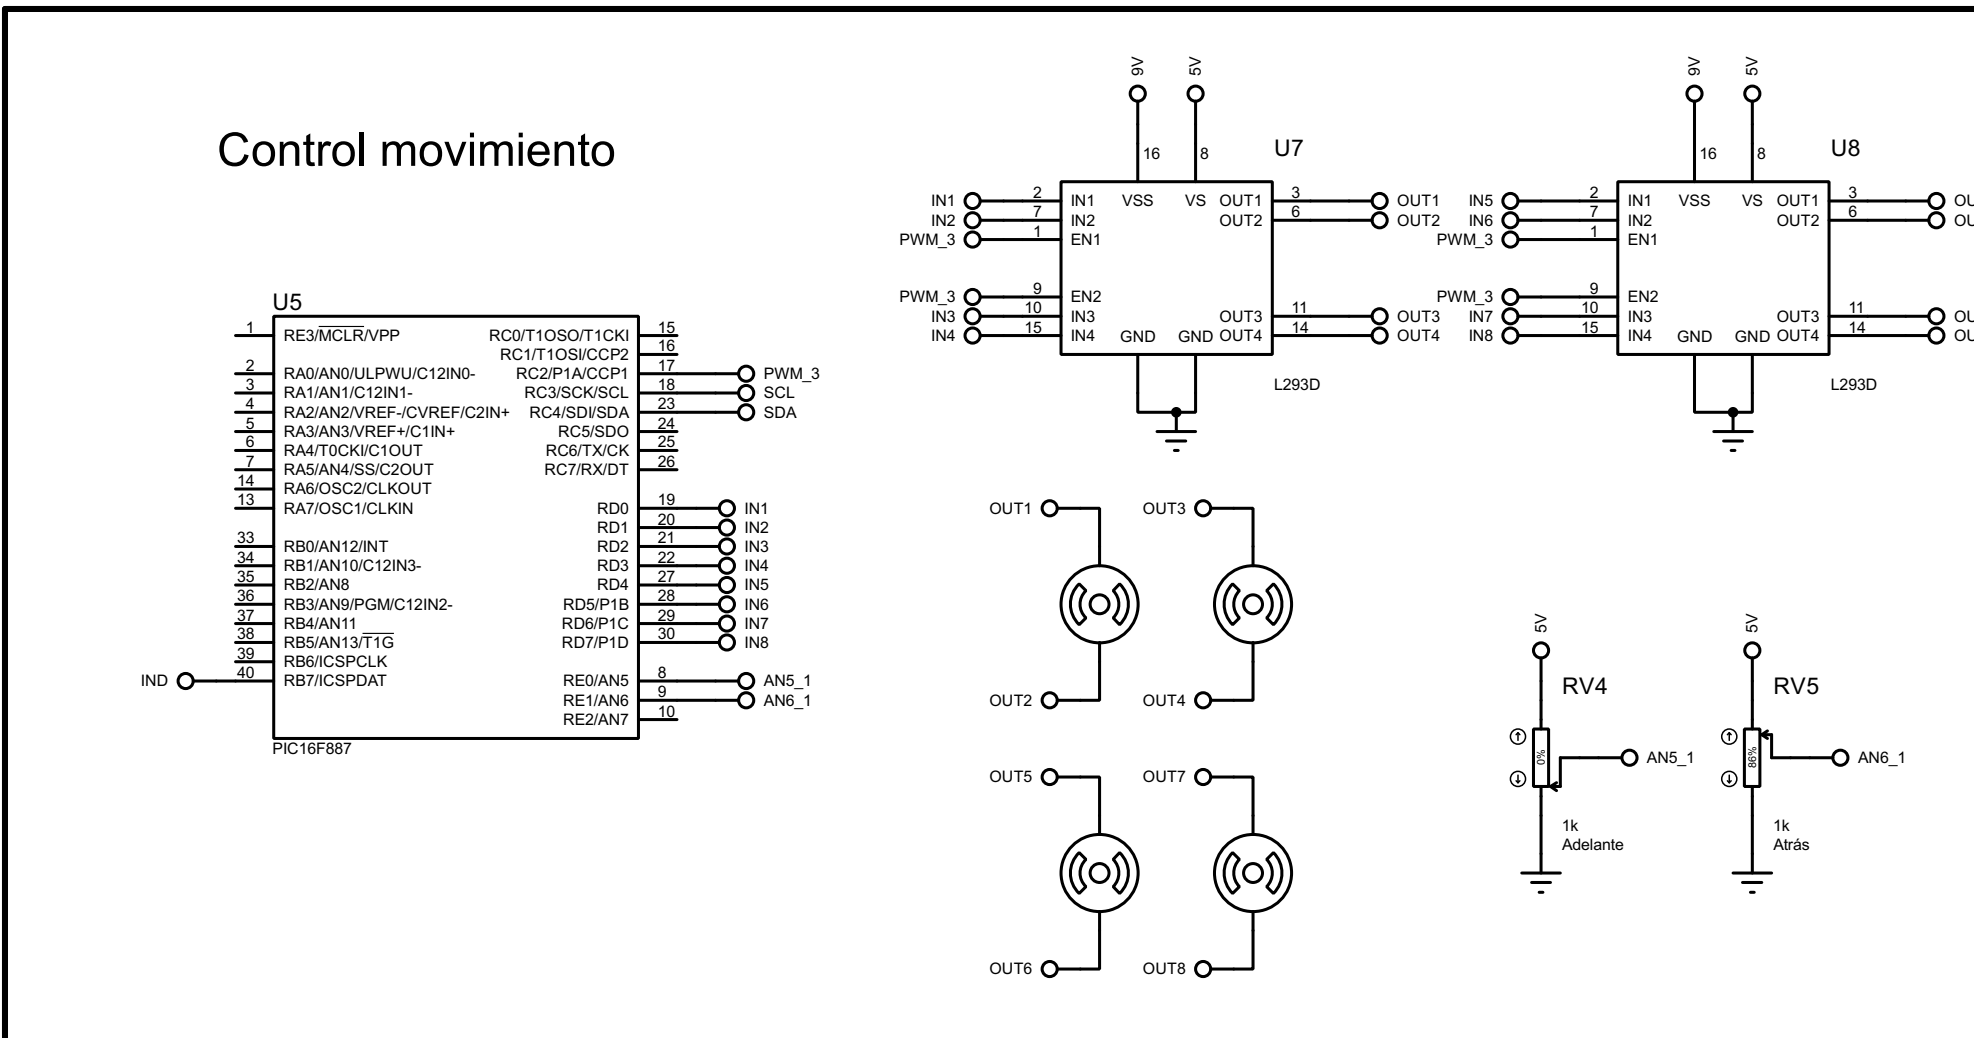 Control movimiento
U5
1 RE3/MCLR/VPP
2 RA0/AN0/ULPWU/C12IN0-
3 RA1/AN1/C12IN1-
4 RA2/AN2/VREF-/CVREF/C2IN+
5 RA3/AN3/VREF+/C1IN+
6 RA4/T0CKI/C1OUT
7 RA5/AN4/SS/C2OUT
14 RA6/OSC2/CLKOUT
13 RA7/OSC1/CLKIN
33 RB0/AN12/INT
34 RB1/AN10/C12IN3-
35 RB2/AN8
36 RB3/AN9/PGM/C12IN2-
37 RB4/AN11
38 RB5/AN13/T1G
39 RB6/ICSPCLK
IND 40 RB7/ICSPDAT
RC0/T1OSO/T1CKI 15
RC1/T1OSI/CCP2 16
RC2/P1A/CCP1 17 PWM_3
RC3/SCK/SCL 18 SCL
RC4/SDI/SDA 23 SDA
RC5/SDO 24
RC6/TX/CK 25
RC7/RX/DT 26
RD0 19 IN1
RD1 20 IN2
RD2 21 IN3
RD3 22 IN4
RD4 27 IN5
RD5/P1B 28 IN6
RD6/P1C 29 IN7
RD7/P1D 30 IN8
RE0/AN5 8 AN5_1
RE1/AN6 9 AN6_1
RE2/AN7 10
PIC16F887
9V 5V
16 8 U7
IN1 2 IN1 VSS VS OUT1 3 OUT1
IN2 7 IN2 OUT2 6 OUT2
PWM_3 1 EN1
PWM_3 9 EN2
IN3 10 IN3 OUT3 11 OUT3
IN4 15 IN4 GND GND OUT4 14 OUT4
L293D
9V 5V
16 8 U8
IN5 2 IN1 VSS VS OUT1 3 OU
IN6 7 IN2 OUT2 6 OU
PWM_3 1 EN1
PWM_3 9 EN2
IN7 10 IN3 OUT3 11 OU
IN8 15 IN4 GND GND OUT4 14 OU
L293D
OUT1 OUT3
OUT2 OUT4
OUT5 OUT7
OUT6 OUT8
5V
RV4
0%
AN5_1
1k
Adelante
5V
RV5
86%
AN6_1
1k
Atrás